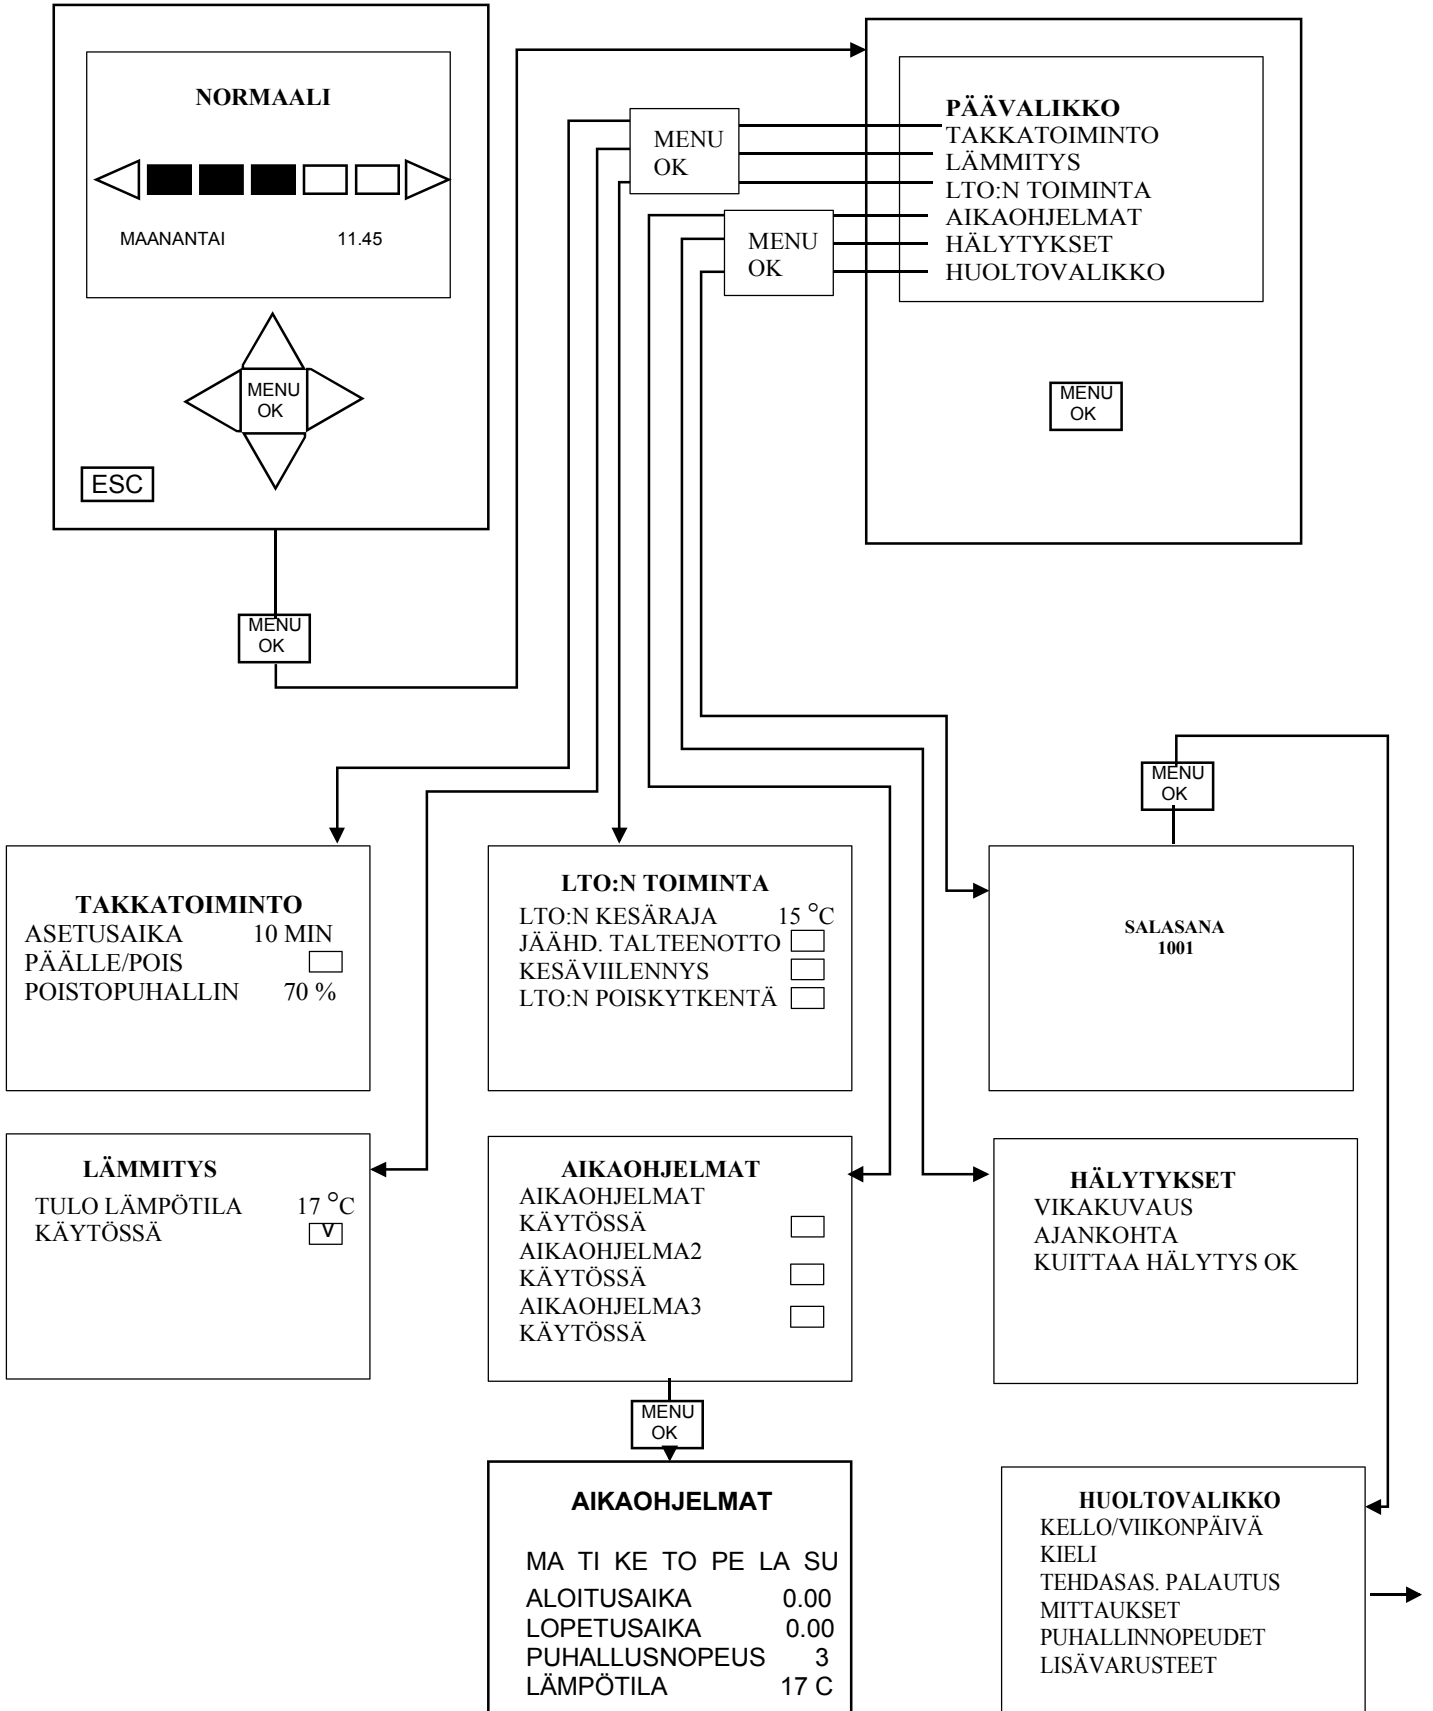 NORMAALI
MAANANTAI 11.45
MENU
OK
ESC
MENU
OK
PÄÄVALIKKO
TAKKATOIMINTO
LÄMMITYS
LTO:N TOIMINTA
AIKAOHJELMAT
HÄLYTYKSET
HUOLTOVALIKKO
MENU
OK
MENU
OK
MENU
OK
MENU
OK
TAKKATOIMINTO
ASETUSAIKA 10 MIN
PÄÄLLE/POIS
POISTOPUHALLIN 70 %
LTO:N TOIMINTA
LTO:N KESÄRAJA 15 °C
JÄÄHD. TALTEENOTTO
KESÄVIILENNYS
LTO:N POISKYTKENTÄ
SALASANA
1001
LÄMMITYS
TULO LÄMPÖTILA 17 °C
KÄYTÖSSÄ V
AIKAOHJELMAT
AIKAOHJELMAT
KÄYTÖSSÄ
AIKAOHJELMA2
KÄYTÖSSÄ
AIKAOHJELMA3
KÄYTÖSSÄ
HÄLYTYKSET
VIKAKUVAUS
AJANKOHTA
KUITTAA HÄLYTYS OK
MENU
OK
AIKAOHJELMAT
MA TI KE TO PE LA SU
ALOITUSAIKA 0.00
LOPETUSAIKA 0.00
PUHALLUSNOPEUS 3
LÄMPÖTILA 17 C
HUOLTOVALIKKO
KELLO/VIIKONPÄIVÄ
KIELI
TEHDASAS. PALAUTUS
MITTAUKSET
PUHALLINNOPEUDET
LISÄVARUSTEET